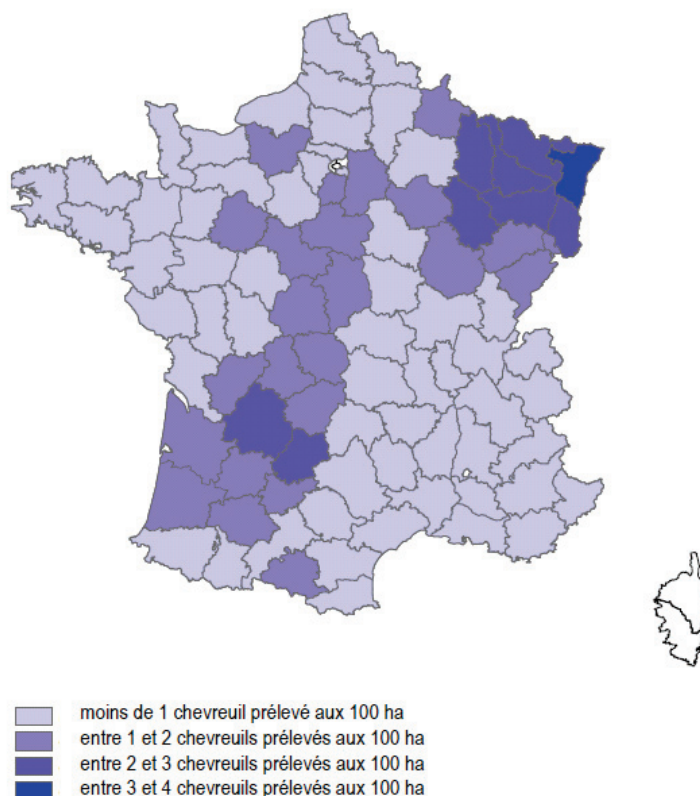 moins de 1 chevreuil prélevé aux 100 ha
entre 1 et 2 chevreuils prélevés aux 100 ha
entre 2 et 3 chevreuils prélevés aux 100 ha
entre 3 et 4 chevreuils prélevés aux 100 ha